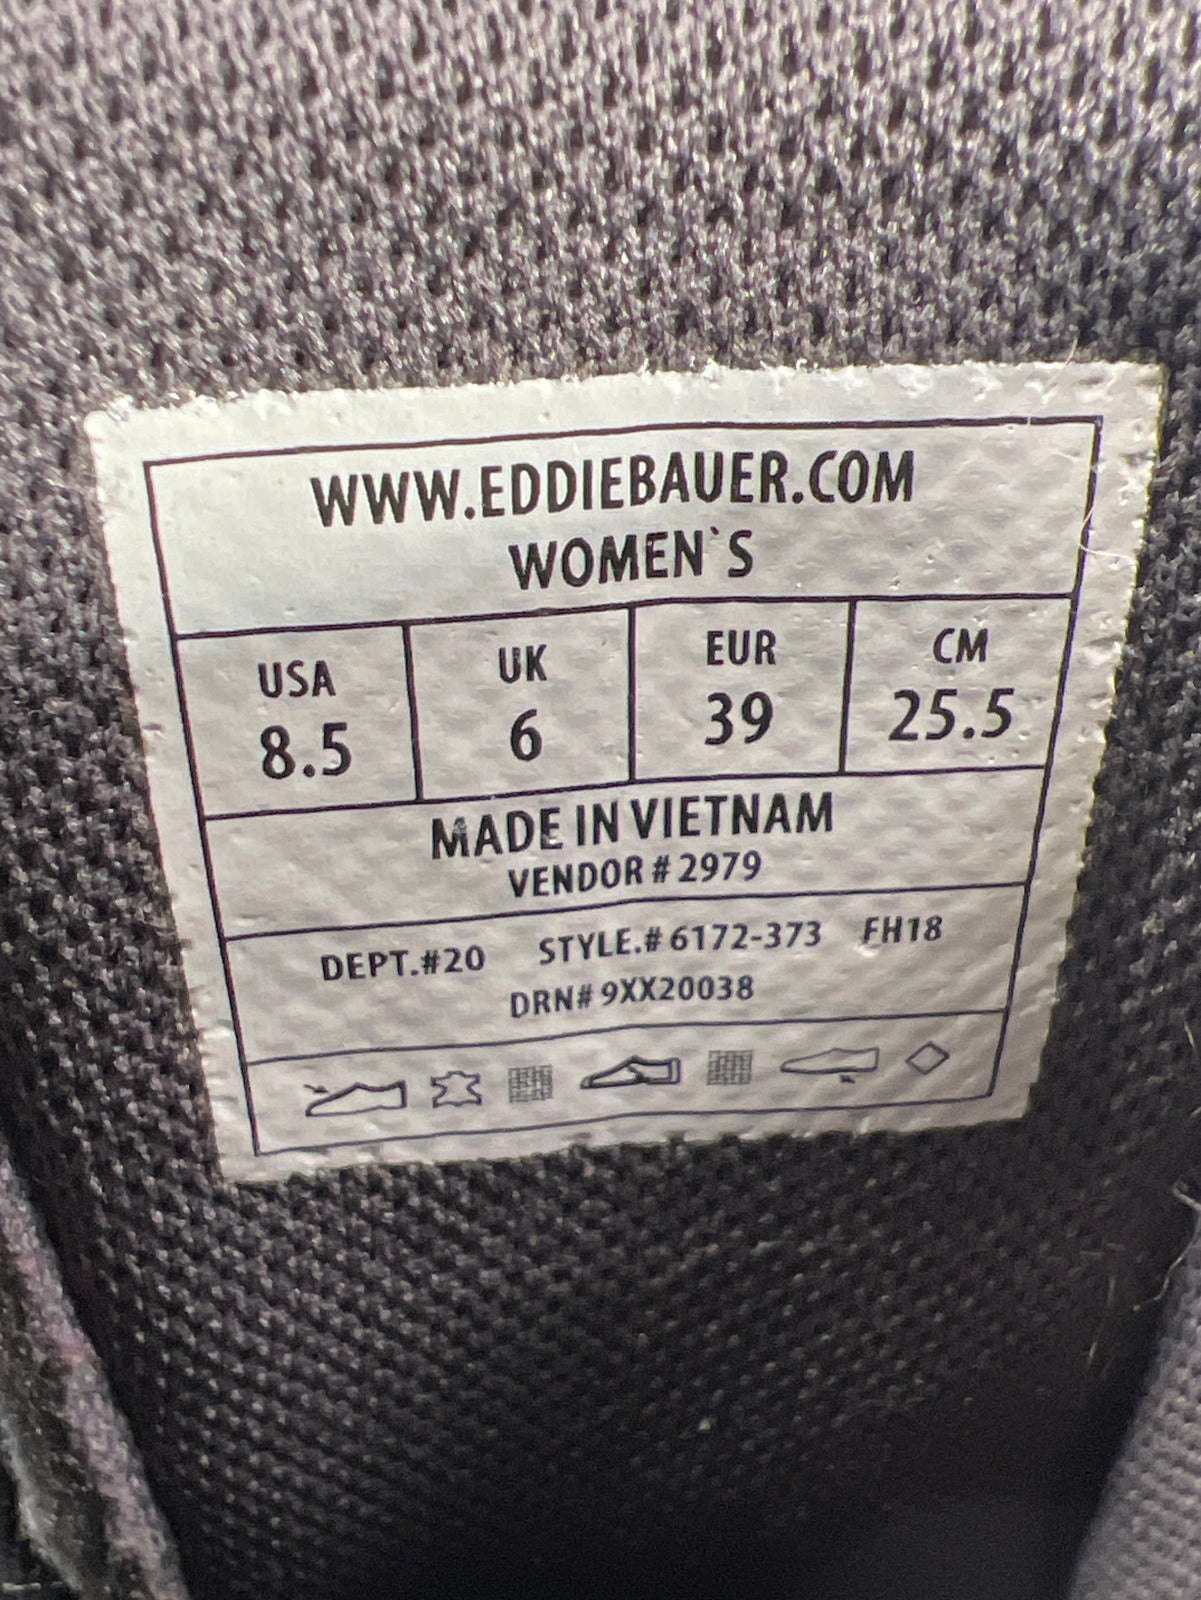 WWW.EDDIEBAUER.COM
WOMEN`S
USA UK EUR CM
8.5 6 39 25.5
MADE IN VIETNAM
VENDOR # 2979
DEPT.#20 STYLE.# 6172-373 FH18
DRN# 9XX20038